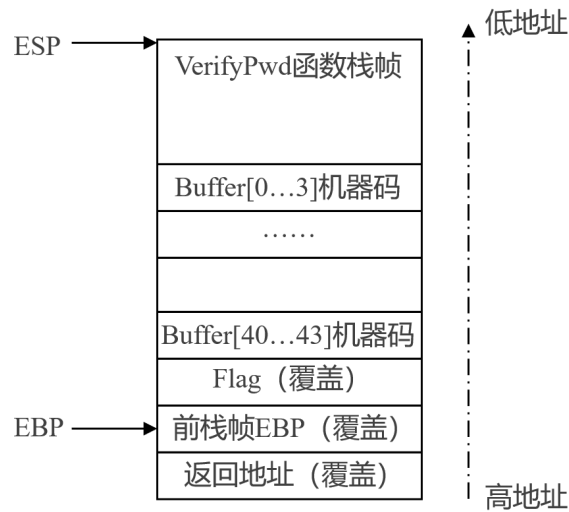 低地址
ESP
VerifyPwd函数栈帧
Buffer[0…3]机器码
……
Buffer[40…43]机器码
Flag（覆盖）
EBP
前栈帧EBP（覆盖）
返回地址（覆盖）
高地址